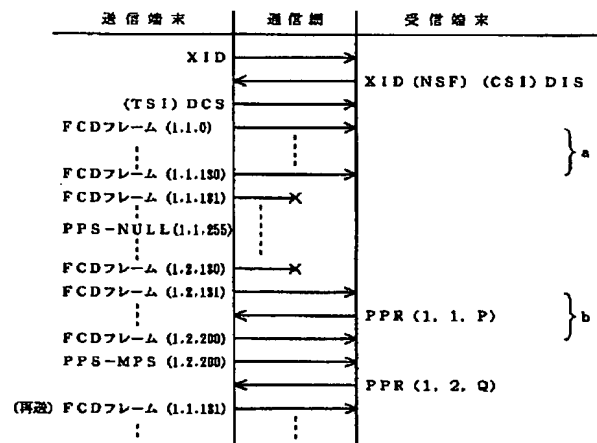 送信端末 通信網 受信端末
XID
XID (NSF) (CSI) DIS
(TSI) DCS
FCDフレーム (1.1.0)
a
FCDフレーム (1.1.130)
FCDフレーム (1.1.131)
PPS-NULL (1.1.255)
FCDフレーム (1.2.130)
FCDフレーム (1.2.131)
PPR (1, 1, P)
b
FCDフレーム (1.2.200)
PPS-MPS (1.2.200)
PPR (1, 2, Q)
(再送) FCDフレーム (1.1.131)